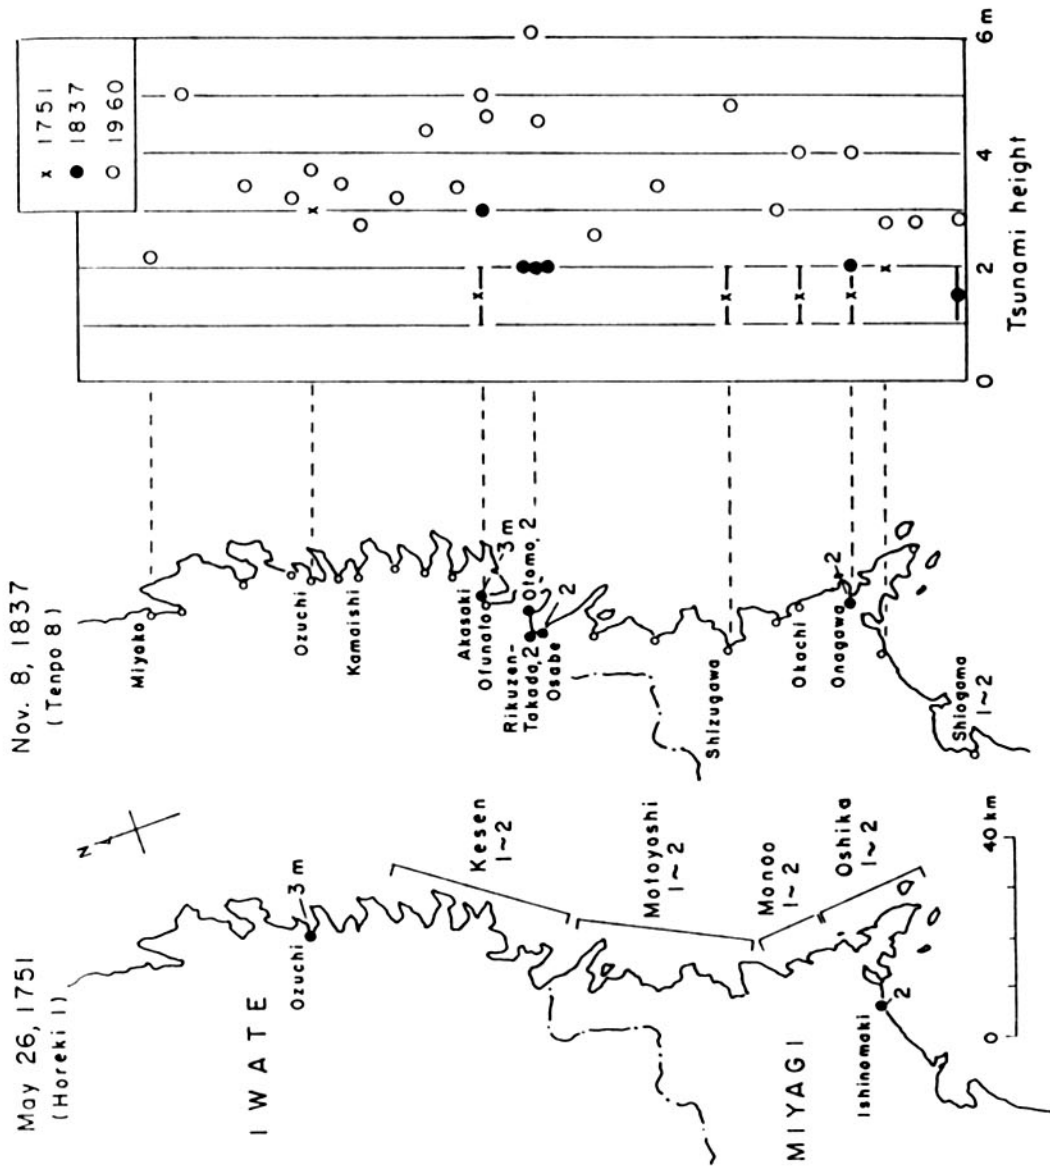 May 26, 1751
(Horeki 1)
N
IWATE
Ozuchi
3m
Kesen
1~2
Motoyoshi
1~2
Monoo
1~2
Oshika
1~2
MIYAGI
Ishinomaki
2
0
40 km
Nov. 8, 1837
(Tenpo 8)
Miyako
Ozuchi
Kamaishi
Akasaki
Ofunato
3m
Rikuzen-
Takada, 2
Otomo, 2
Osabe
2
Shizugawa
Okachi
Onagawa
2
Shiogama
1~2
x 1751
● 1837
○ 1960
0
2
4
6m
Tsunami height